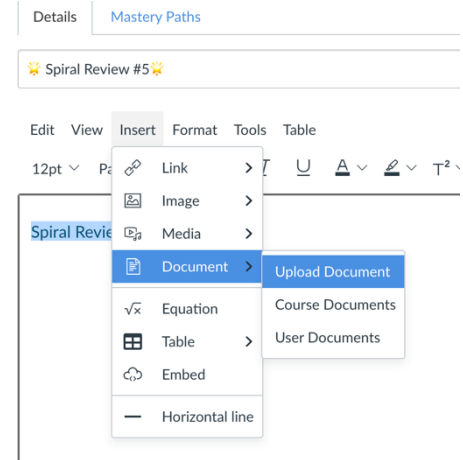 Details Mastery Paths
🌟 Spiral Review #5🌟
Edit View Insert Format Tools Table
12pt
Link
Image
Media
Spiral
Document
Upload Document
Course Documents
User Documents
Equation
Table
Embed
Horizontal line